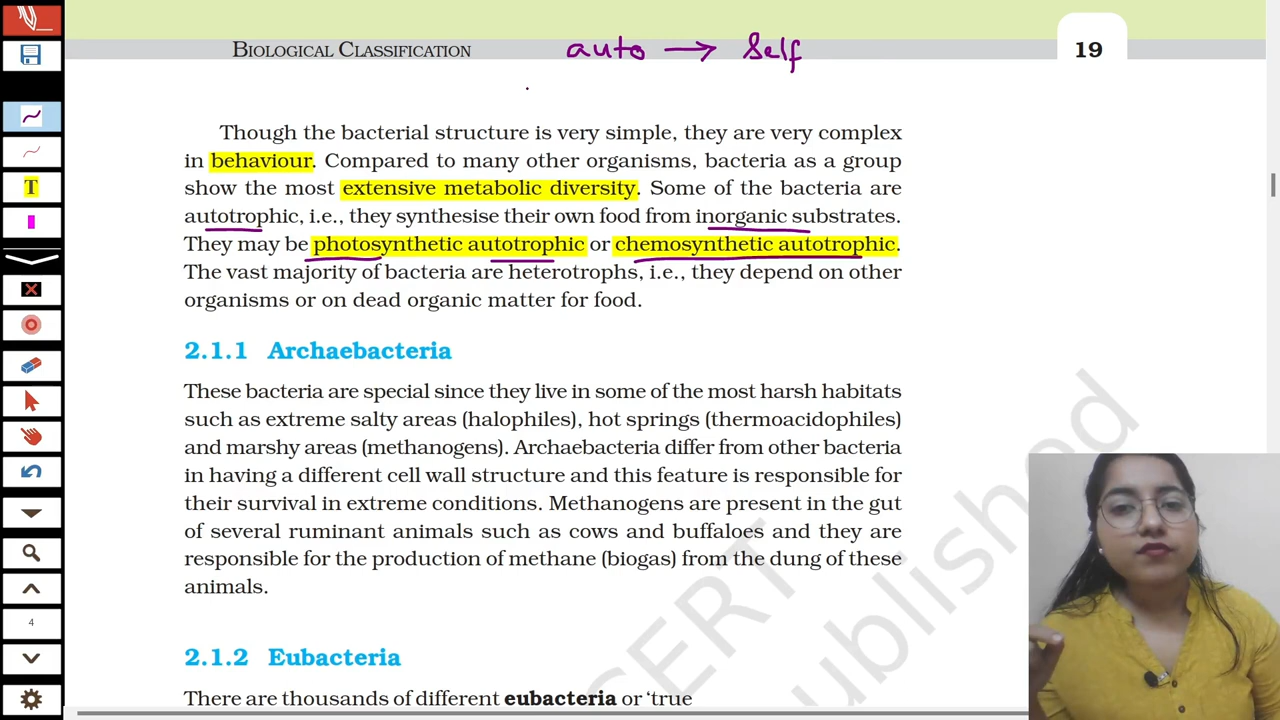 BIOLOGICAL CLASSIFICATION auto → Self 19
Though the bacterial structure is very simple, they are very complex
in behaviour. Compared to many other organisms, bacteria as a group
show the most extensive metabolic diversity. Some of the bacteria are
autotrophic, i.e., they synthesise their own food from inorganic substrates.
They may be photosynthetic autotrophic or chemosynthetic autotrophic.
The vast majority of bacteria are heterotrophs, i.e., they depend on other
organisms or on dead organic matter for food.
2.1.1 Archaebacteria
These bacteria are special since they live in some of the most harsh habitats
such as extreme salty areas (halophiles), hot springs (thermoacidophiles)
and marshy areas (methanogens). Archaebacteria differ from other bacteria
in having a different cell wall structure and this feature is responsible for
their survival in extreme conditions. Methanogens are present in the gut
of several ruminant animals such as cows and buffaloes and they are
responsible for the production of methane (biogas) from the dung of these
animals.
2.1.2 Eubacteria
There are thousands of different eubacteria or ‘true
T
4